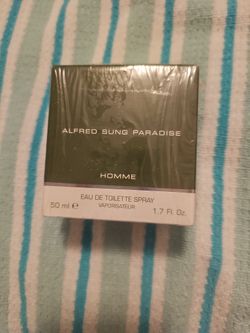 ALFRED SUNG PARADISE
HOMME
EAU DE TOILETTE SPRAY
VAPORISATEUR
50 ml e 1.7 Fl. Oz.